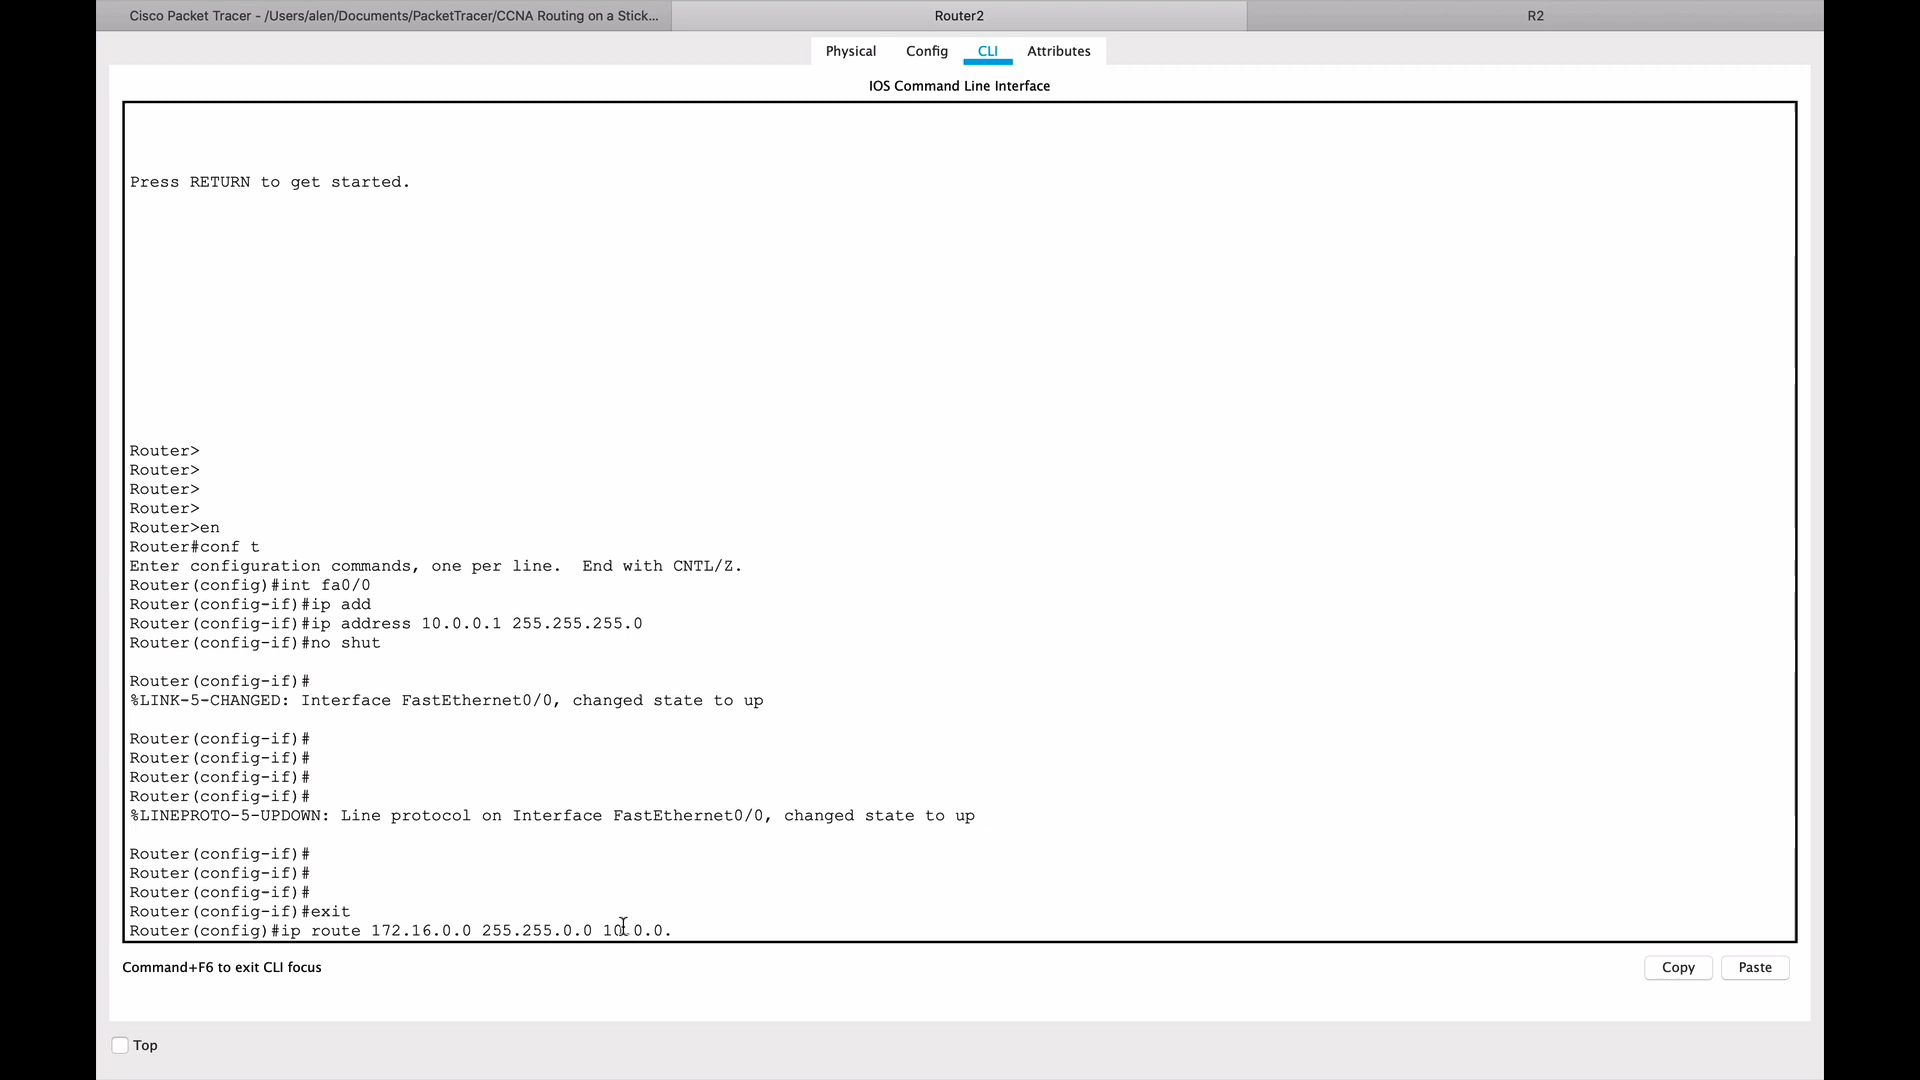 Cisco Packet Tracer - /Users/alen/Documents/PacketTracer/CCNA Routing on a Stick...
Router2
R2
Physical
Config
CLI
Attributes
IOS Command Line Interface
Press RETURN to get started.
Router>
Router>
Router>
Router>
Router>en
Router#conf t
Enter configuration commands, one per line.  End with CNTL/Z.
Router(config)#int fa0/0
Router(config-if)#ip add
Router(config-if)#ip address 10.0.0.1 255.255.255.0
Router(config-if)#no shut
Router(config-if)#
%LINK-5-CHANGED: Interface FastEthernet0/0, changed state to up
Router(config-if)#
Router(config-if)#
Router(config-if)#
Router(config-if)#
%LINEPROTO-5-UPDOWN: Line protocol on Interface FastEthernet0/0, changed state to up
Router(config-if)#
Router(config-if)#
Router(config-if)#
Router(config-if)#exit
Router(config)#ip route 172.16.0.0 255.255.0.0 10.0.0.
Command+F6 to exit CLI focus
Copy
Paste
Top